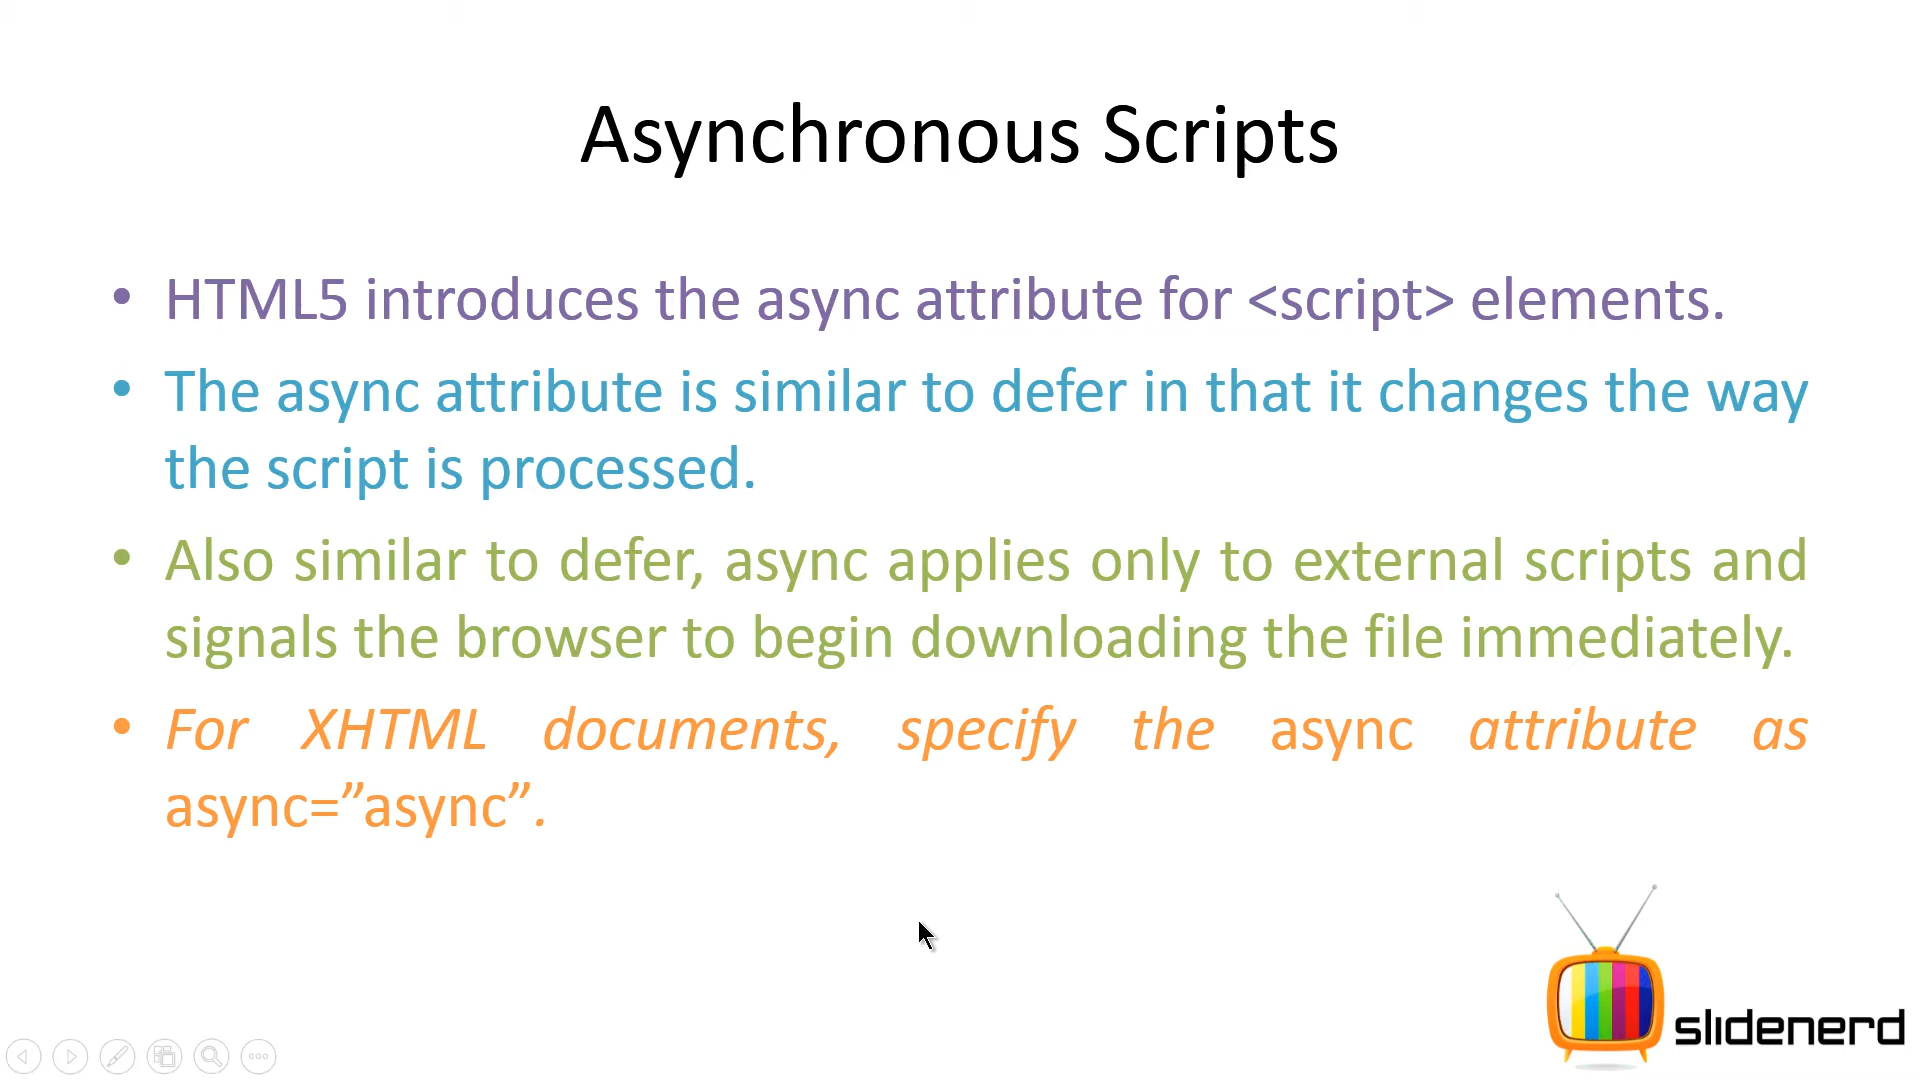 Asynchronous Scripts
• HTML5 introduces the async attribute for <script> elements.
• The async attribute is similar to defer in that it changes the way
the script is processed.
• Also similar to defer, async applies only to external scripts and
signals the browser to begin downloading the file immediately.
• For XHTML documents, specify the async attribute as
async=”async”.
slidenerd